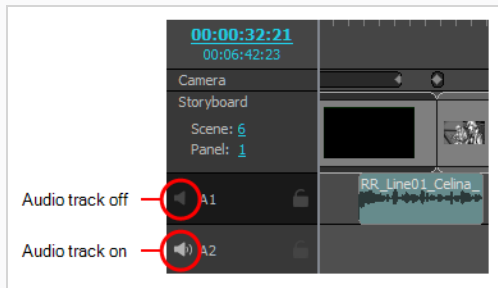 00:00:32:21
00:06:42:23
Camera
Storyboard
Scene: 6
Panel: 1
RR_Line01_Celina_
Audio track off
A1
Audio track on
A2